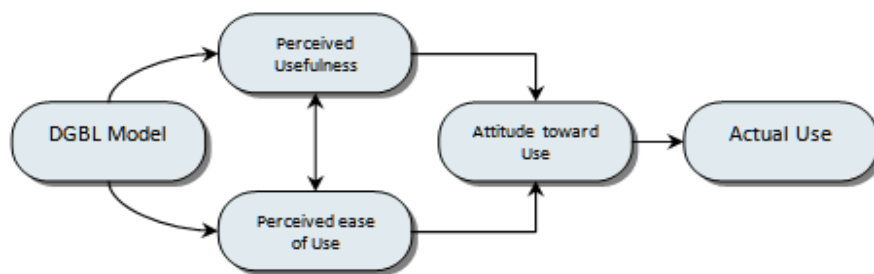 Perceived
Usefulness
DGBL Model
Attitude toward
Use
Actual Use
Perceived ease
of Use